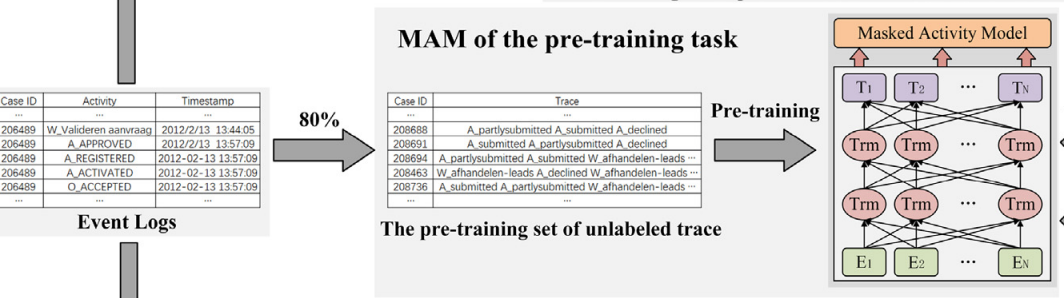 MAM of the pre-training task
Masked Activity Model
Case ID Activity Timestamp
... ... ...
206489 W_Valideren aanvraag 2012/2/13 13:44:05
206489 A_APPROVED 2012/2/13 13:57:09
206489 A_REGISTERED 2012-02-13 13:57:09
206489 A_ACTIVATED 2012-02-13 13:57:09
206489 O_ACCEPTED 2012-02-13 13:57:09
... ... ...
Event Logs
80%
Case ID Trace
... ...
208688 A_partlysubmitted A_submitted A_declined
208691 A_submitted A_partlysubmitted A_declined
208694 A_partlysubmitted A_submitted W_afhandelen-leads ···
208463 W_afhandelen-leads A_declined W_afhandelen-leads ···
208736 A_submitted A_partlysubmitted W_afhandelen-leads ···
... ...
The pre-training set of unlabeled trace
Pre-training
T1 T2 ··· TN
Trm Trm ··· Trm
Trm Trm ··· Trm
E1 E2 ··· EN